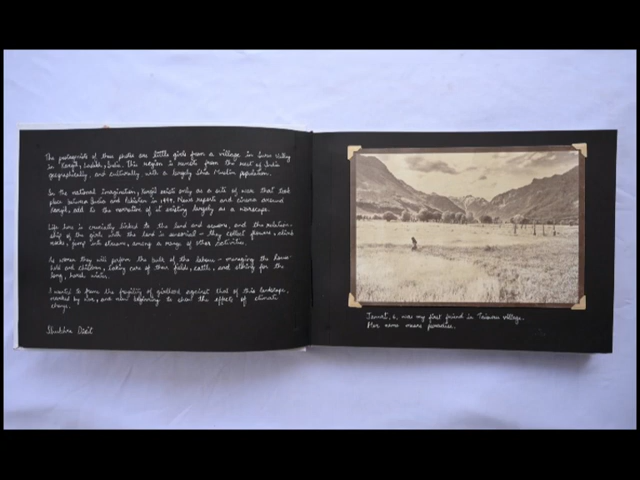 The protagonists of these photos are little girls from a village in Suru Valley
in Kargil, Ladakh, India. This region is remote from the rest of India
geographically, and culturally, with a largely Shia Muslim population.
In the national imagination, Kargil exists only as a site of war that took
place between India and Pakistan in 1999. News reports and cinema around
Kargil, add to the narration of it existing largely as a warscape.
Life here is crucially linked to the land and seasons, and the relation-
ship of the girls with the land is sensorial - they collect flowers, climb
rocks, jump into streams, among a range of other activities.
As women they will perform the bulk of the labour - managing the house-
hold and children, taking care of their fields, cattle, and storing for the
long, harsh winter.
I wanted to frame the fragility of girlhood against that of this landscape,
marked by war, and now beginning to show the effects of climate
change.
Dixit
Jannat, 6, was my first friend in village.
Her name means paradise.